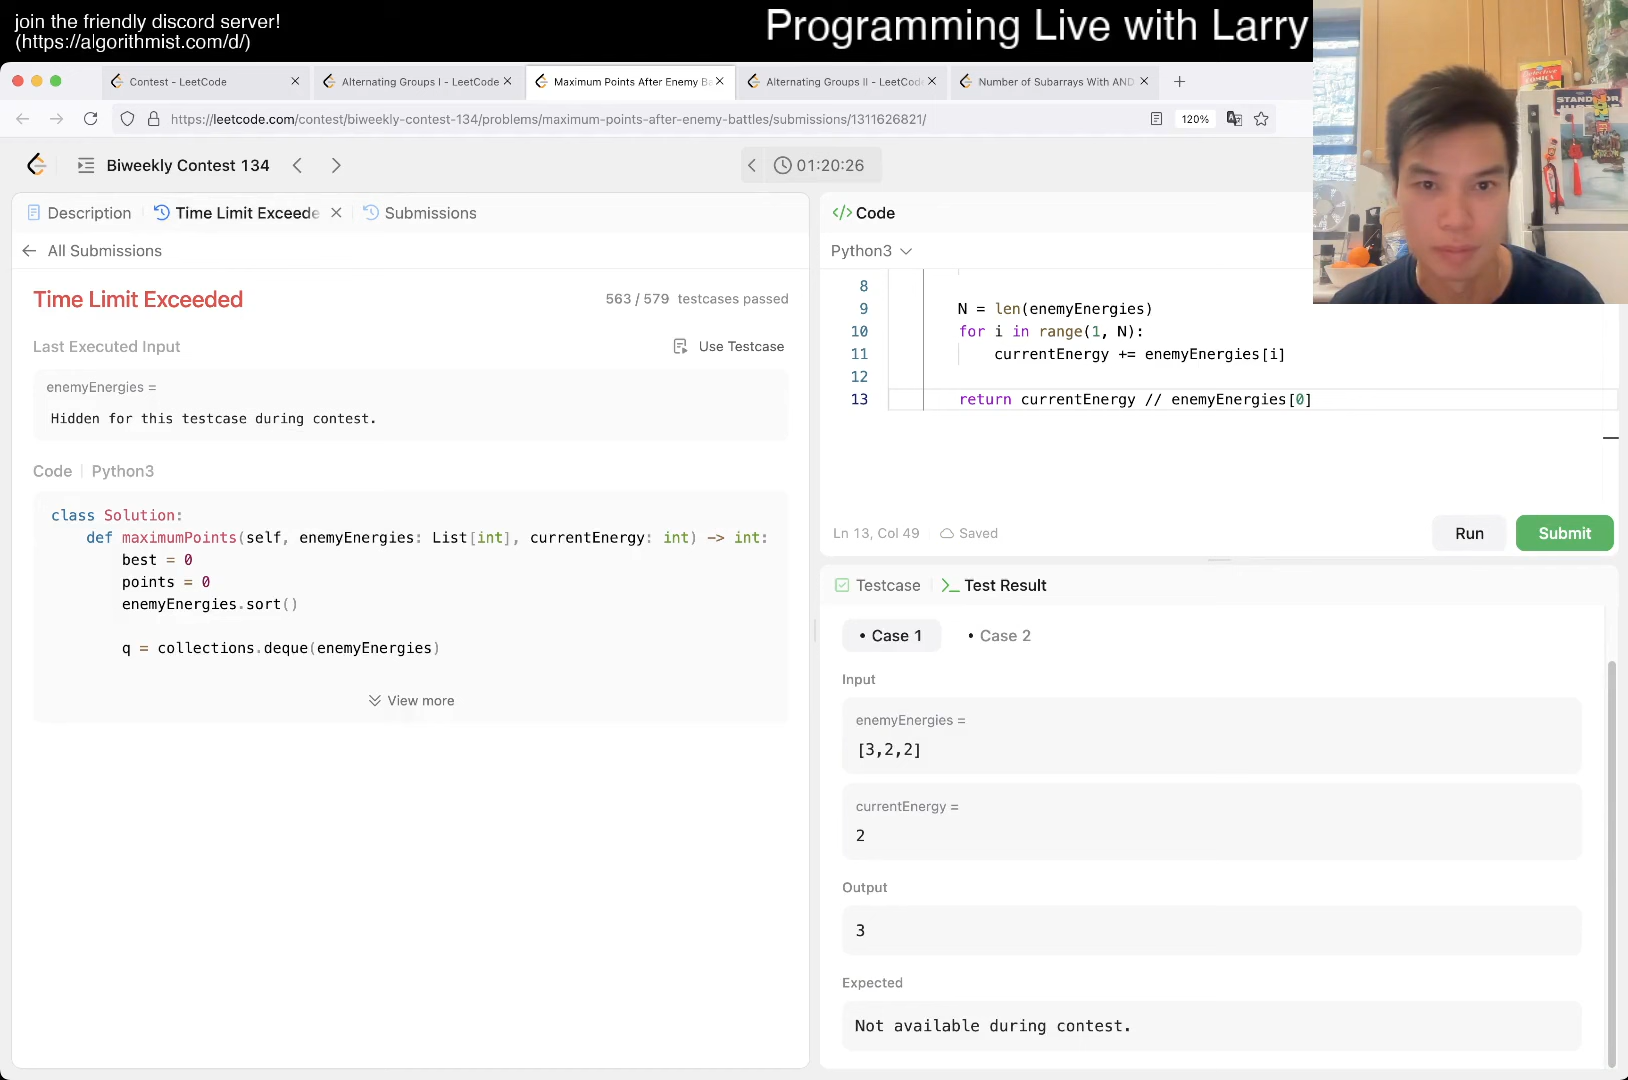 join the friendly discord server!
(https://algorithmist.com/d/)
Programming Live with Larry
Contest - LeetCode
Alternating Groups I - LeetCode
Maximum Points After Enemy Ba
Alternating Groups II - LeetCode
Number of Subarrays With AND
https://leetcode.com/contest/biweekly-contest-134/problems/maximum-points-after-enemy-battles/submissions/1311626821/
120%
Biweekly Contest 134
01:20:26
Description
Time Limit Exceede
Submissions
All Submissions
Time Limit Exceeded
563 / 579 testcases passed
Last Executed Input
Use Testcase
enemyEnergies =
Hidden for this testcase during contest.
Code | Python3
class Solution:
def maximumPoints(self, enemyEnergies: List[int], currentEnergy: int) -> int:
best = 0
points = 0
enemyEnergies.sort()
q = collections.deque(enemyEnergies)
View more
</> Code
Python3
8
9 N = len(enemyEnergies)
10 for i in range(1, N):
11 currentEnergy += enemyEnergies[i]
12
13 return currentEnergy // enemyEnergies[0]
Ln 13, Col 49
Saved
Run
Submit
Testcase
Test Result
• Case 1
• Case 2
Input
enemyEnergies =
[3,2,2]
currentEnergy =
2
Output
3
Expected
Not available during contest.